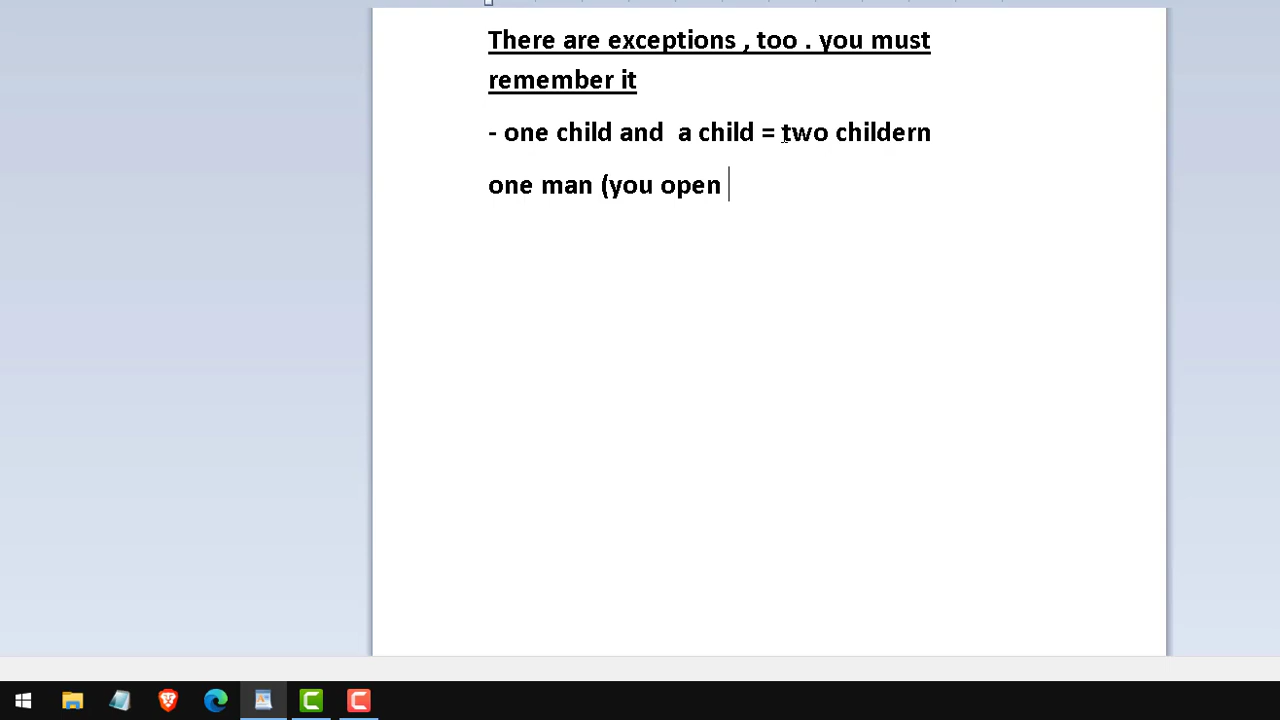 There are exceptions , too . you must
remember it
- one child and  a child = two childern
one man (you open